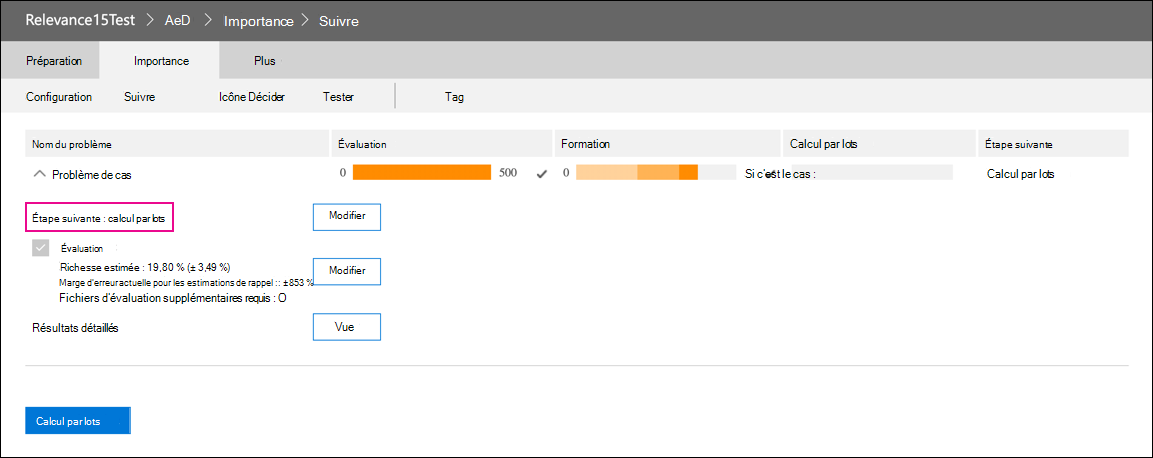 Relevance15Test > AeD > Importance > Suivre
Préparation Importance Plus
Configuration Suivre Icône Décider Tester Tag
Nom du problème Évaluation Formation Calcul par lots Étape suivante
Problème de cas 0 500 0 Si c'est le cas : Calcul par lots
Étape suivante : calcul par lots Modifier
Évaluation
Richesse estimée : 19,80 % (± 3,49 %) Modifier
Marge d'erreur actuelle pour les estimations de rappel :: ±853 %
Fichiers d'évaluation supplémentaires requis : O
Résultats détaillés Vue
Calcul par lots